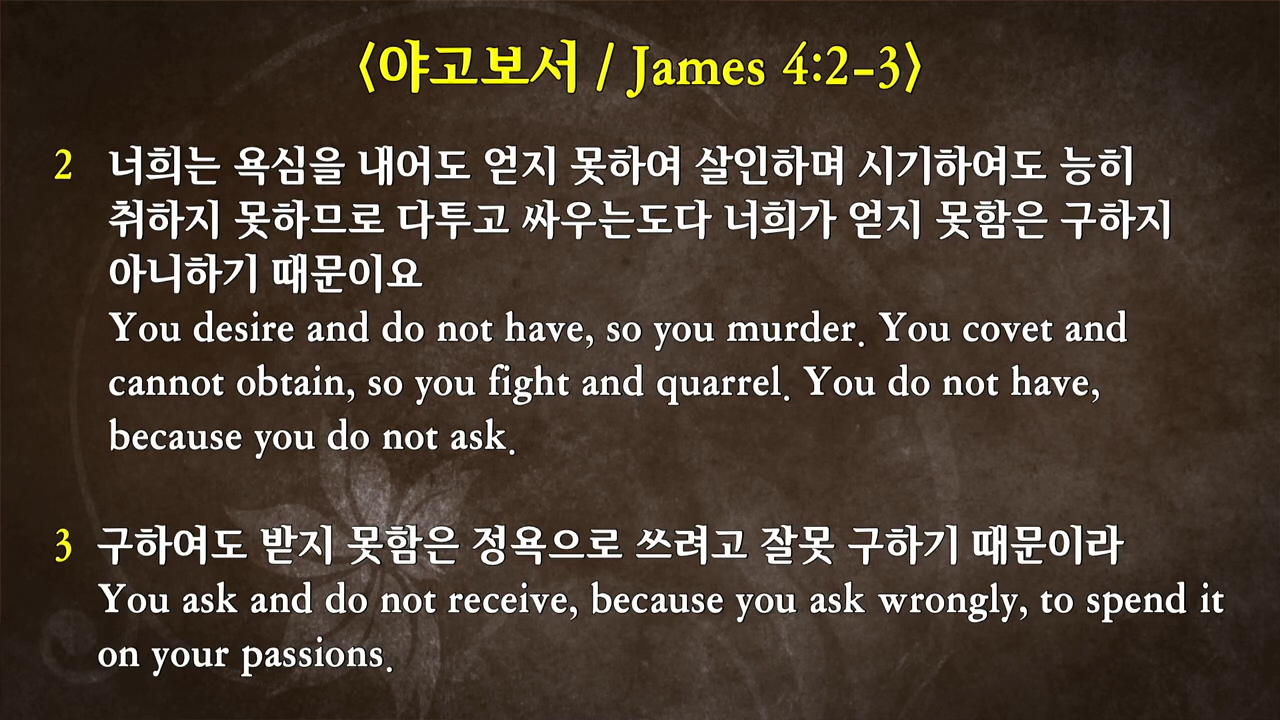 <야고보서 / James 4:2-3>
2 너희는 욕심을 내어도 얻지 못하여 살인하며 시기하여도 능히
취하지 못하므로 다투고 싸우는도다 너희가 얻지 못함은 구하지
아니하기 때문이요
You desire and do not have, so you murder. You covet and
cannot obtain, so you fight and quarrel. You do not have,
because you do not ask.
3 구하여도 받지 못함은 정욕으로 쓰려고 잘못 구하기 때문이라
You ask and do not receive, because you ask wrongly, to spend it
on your passions.